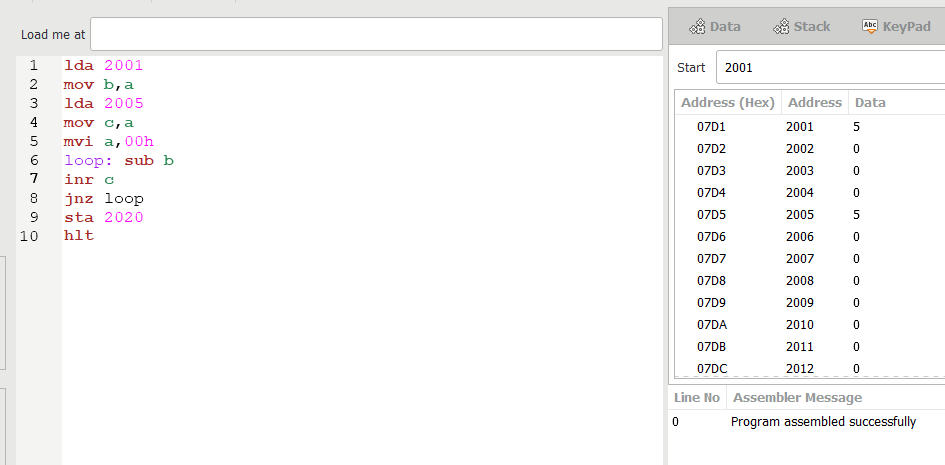 Load me at
1 lda 2001
2 mov b,a
3 lda 2005
4 mov c,a
5 mvi a,00h
6 loop: sub b
7 inr c
8 jnz loop
9 sta 2020
10 hlt
Data Stack Abc KeyPad
Start 2001
Address (Hex) Address Data
07D1 2001 5
07D2 2002 0
07D3 2003 0
07D4 2004 0
07D5 2005 5
07D6 2006 0
07D7 2007 0
07D8 2008 0
07D9 2009 0
07DA 2010 0
07DB 2011 0
07DC 2012 0
Line No Assembler Message
0 Program assembled successfully